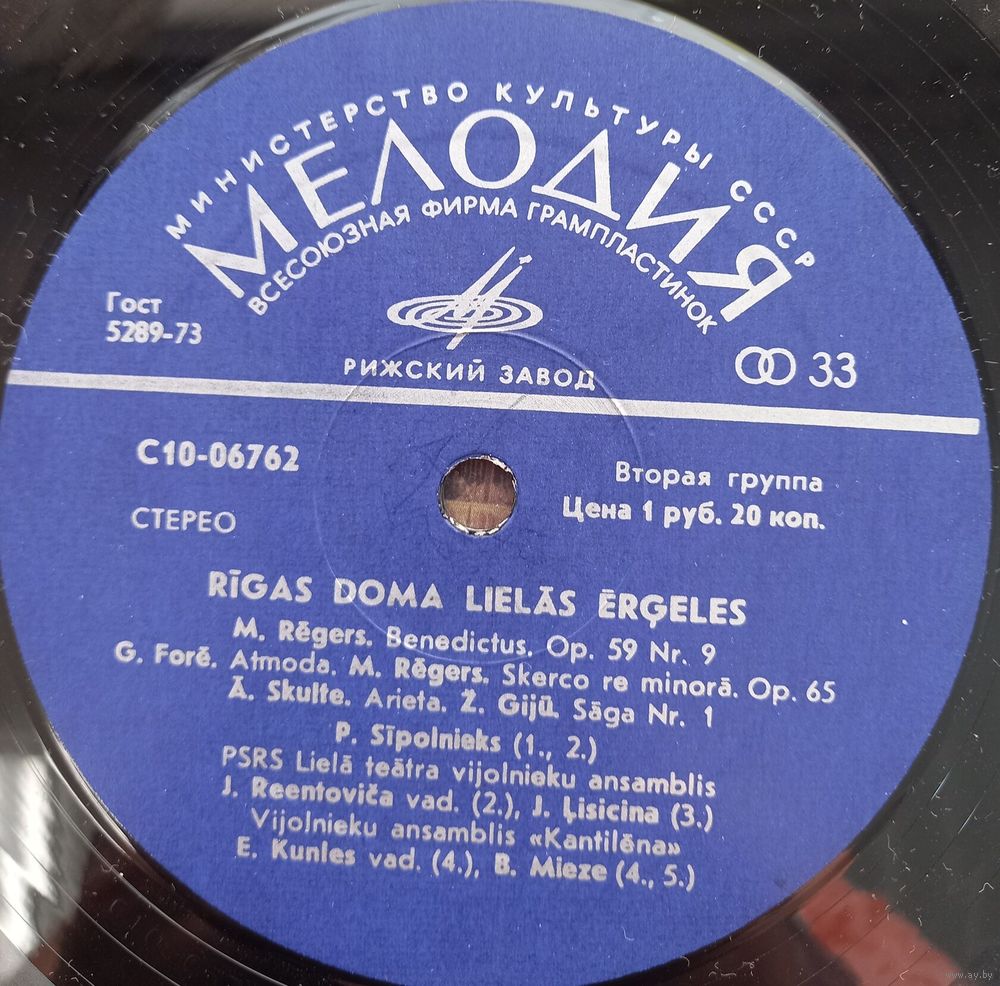 МИНИСТЕРСТВО КУЛЬТУРЫ СССР
МЕЛОДИЯ
ВСЕСОЮЗНАЯ ФИРМА ГРАМПЛАСТИНОК
Гост
5289-73
РИЖСКИЙ ЗАВОД
33
С10-06762
СТЕРЕО
Вторая группа
Цена 1 руб. 20 коп.
RĪGAS DOMA LIELĀS ĒRĢELES
M. Rēgers. Benedictus, Op. 59 Nr. 9
G. Forē. Atmoda. M. Rēgers. Skerco re minorā. Op. 65
Ā. Skulte. Arieta. Ž. Gijū. Sāga Nr. 1
P. Sīpolnieks (1., 2.)
PSRS Lielā teātra vijolnieku ansamblis
J. Reentoviča vad. (2.), J. Ļisicina (3.)
Vijolnieku ansamblis «Kantilēna»
E. Kunles vad. (4.), B. Mieze (4., 5.)
www.ay.by